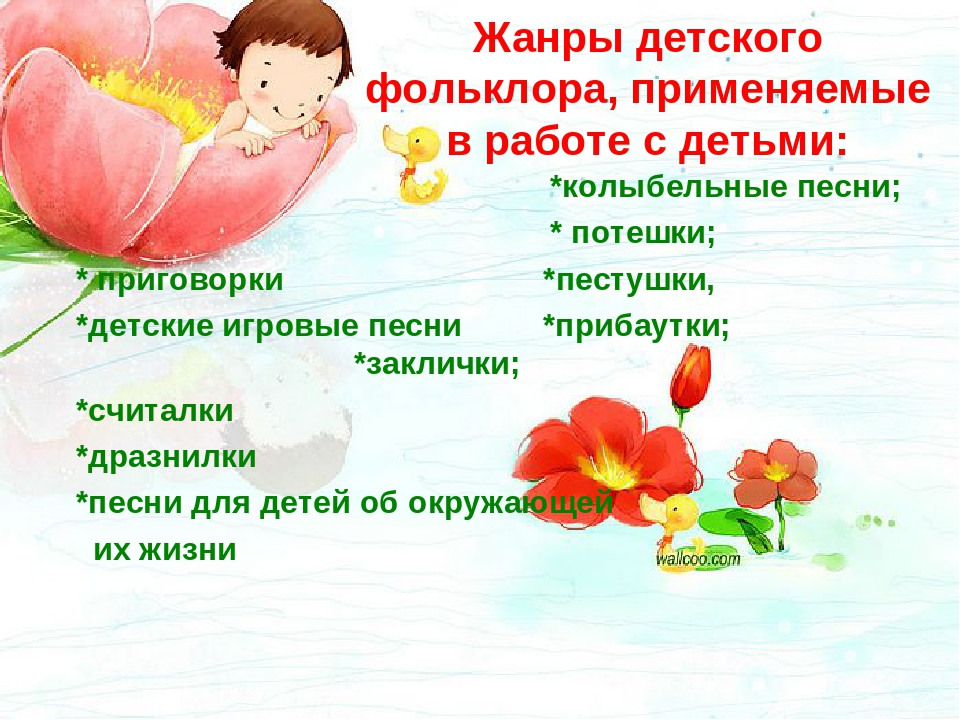 Жанры детского
фольклора, применяемые
в работе с детьми:
*колыбельные песни;
* потешки;
* приговорки *пестушки,
*детские игровые песни *прибаутки;
*заклички;
*считалки
*дразнилки
*песни для детей об окружающей
их жизни
wallcoo.com